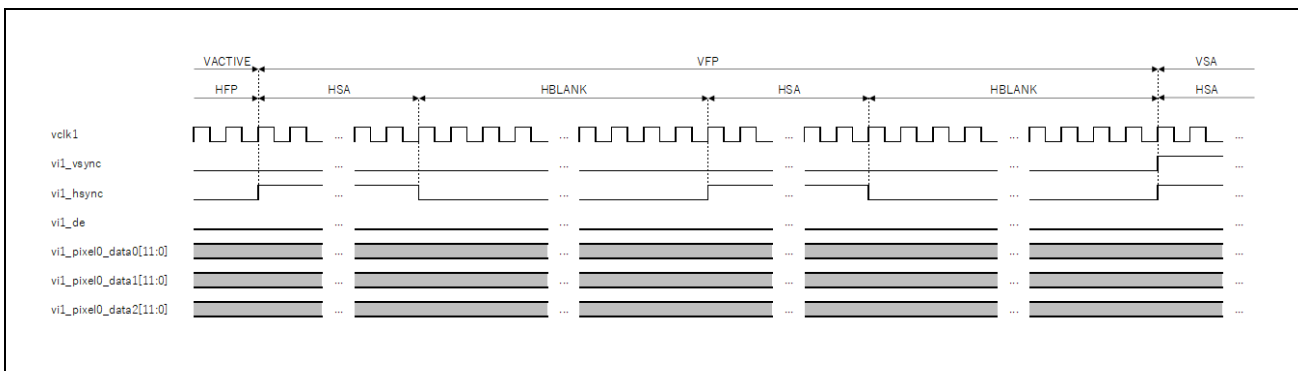 VACTIVE VFP VSA
HFP HSA HBLANK HSA HBLANK HSA
vclk1 ... ... ... ... ...
vi1_vsync ... ... ... ... ...
vi1_hsync ... ... ... ... ...
vi1_de ... ... ... ... ...
vi1_pixel0_data0[11:0] ... ... ... ... ...
vi1_pixel0_data1[11:0] ... ... ... ... ...
vi1_pixel0_data2[11:0] ... ... ... ... ...